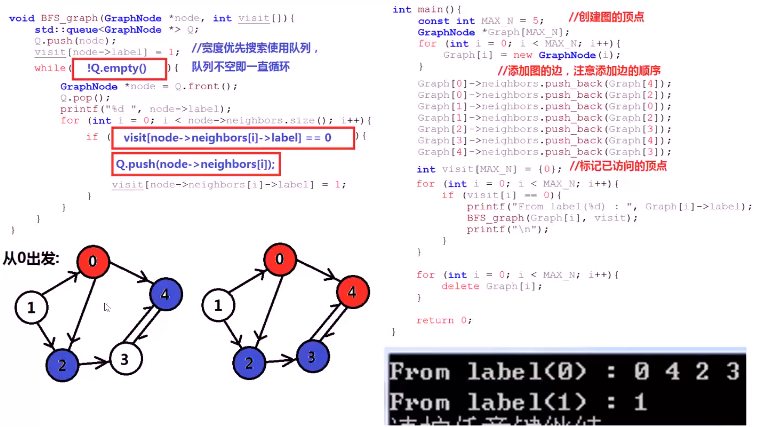 void BFS_graph(GraphNode *node, int visit[]){
std::queue<GraphNode *> Q;
Q.push(node);
visit[node->label] = 1;
//宽度优先搜索使用队列，
队列不空即一直循环
while( !Q.empty() ){
GraphNode *node = Q.front();
Q.pop();
printf("%d ", node->label);
for (int i = 0; i < node->neighbors.size(); i++){
if ( visit[node->neighbors[i]->label] == 0 ){
Q.push(node->neighbors[i]);
visit[node->neighbors[i]->label] = 1;
}
}
}
}
从0出发:
0
1
4
2
3
0
1
4
2
3
int main(){
const int MAX_N = 5; //创建图的顶点
GraphNode *Graph[MAX_N];
for (int i = 0; i < MAX_N; i++){
Graph[i] = new GraphNode(i);
}
//添加图的边，注意添加边的顺序
Graph[0]->neighbors.push_back(Graph[4]);
Graph[0]->neighbors.push_back(Graph[2]);
Graph[1]->neighbors.push_back(Graph[0]);
Graph[1]->neighbors.push_back(Graph[2]);
Graph[2]->neighbors.push_back(Graph[3]);
Graph[3]->neighbors.push_back(Graph[4]);
Graph[4]->neighbors.push_back(Graph[3]);
int visit[MAX_N] = {0}; //标记已访问的顶点
for (int i = 0; i < MAX_N; i++){
if (visit[i] == 0){
printf("From label(%d) : ", Graph[i]->label);
BFS_graph(Graph[i], visit);
printf("\n");
}
}
for (int i = 0; i < MAX_N; i++){
delete Graph[i];
}
return 0;
}
From label(0) : 0 4 2 3
From label(1) : 1